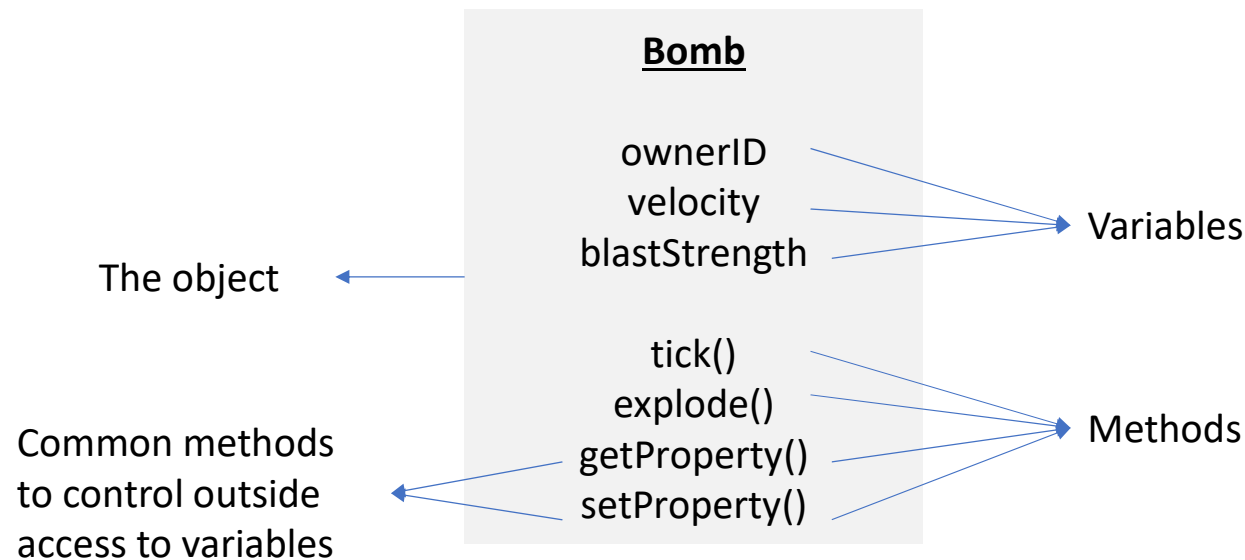 Bomb
ownerID
velocity
blastStrength
Variables
The object
tick()
explode()
getProperty()
setProperty()
Methods
Common methods
to control outside
access to variables